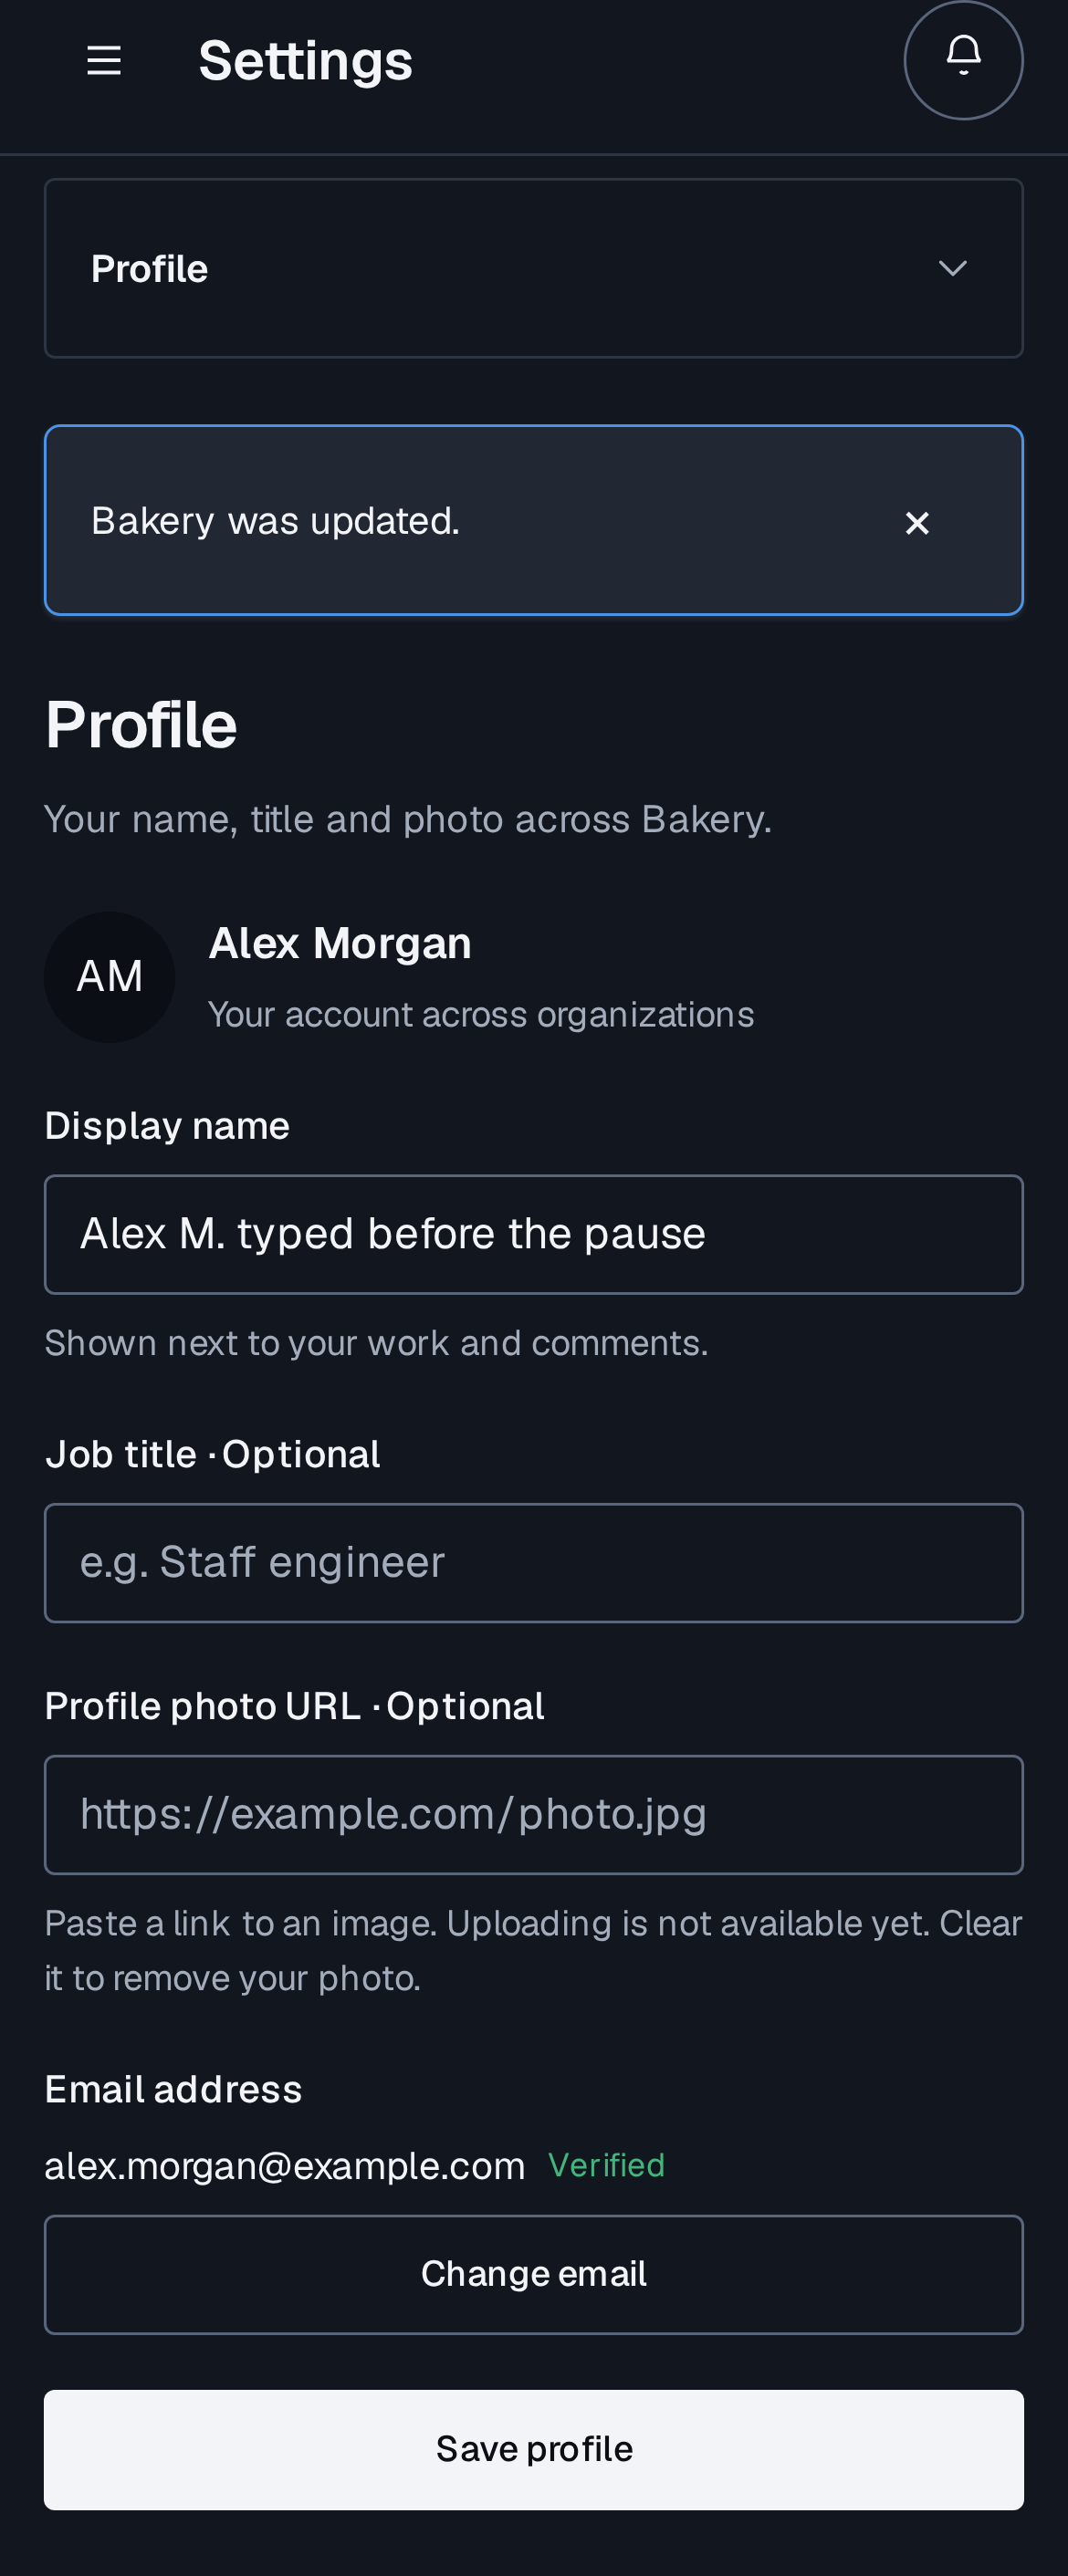 Settings
Profile
Bakery was updated.
Profile
Your name, title and photo across Bakery.
AM
Alex Morgan
Your account across organizations
Display name
Alex M. typed before the pause
Shown next to your work and comments.
Job title · Optional
e.g. Staff engineer
Profile photo URL · Optional
https://example.com/photo.jpg
Paste a link to an image. Uploading is not available yet. Clear
it to remove your photo.
Email address
alex.morgan@example.com Verified
Change email
Save profile